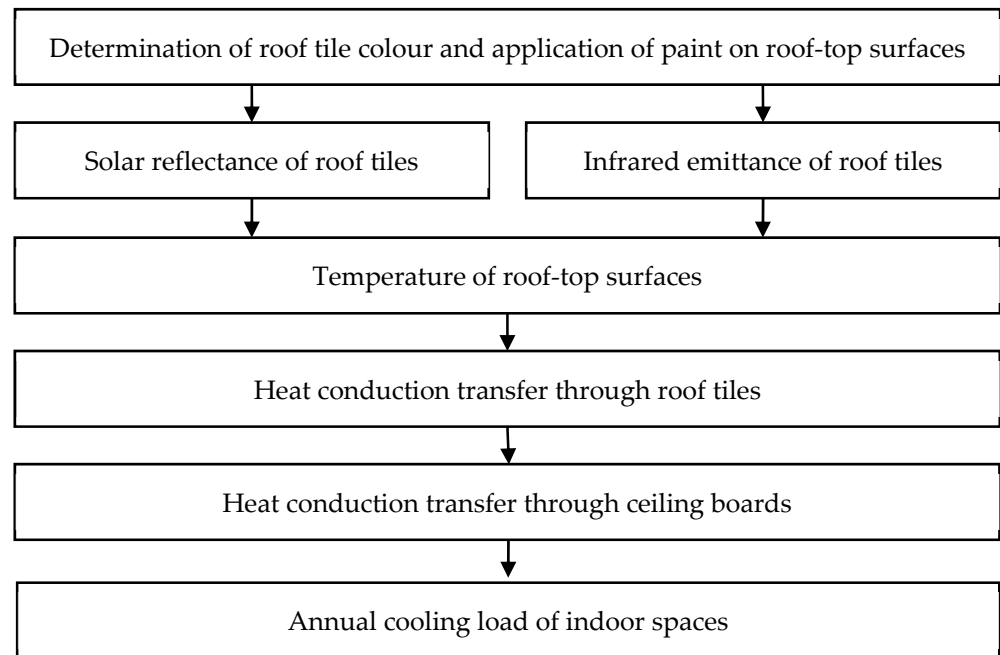 Determination of roof tile colour and application of paint on roof-top surfaces
Solar reflectance of roof tiles
Infrared emittance of roof tiles
Temperature of roof-top surfaces
Heat conduction transfer through roof tiles
Heat conduction transfer through ceiling boards
Annual cooling load of indoor spaces